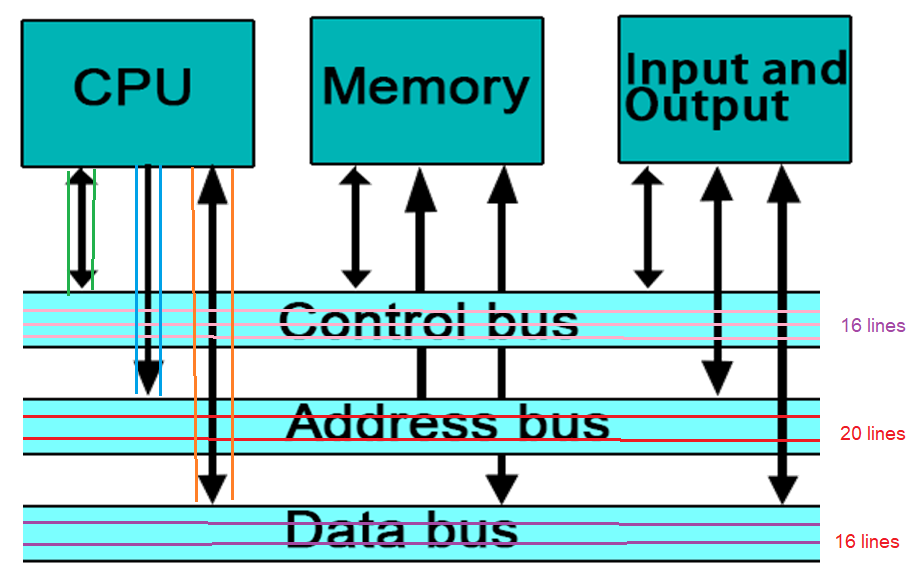 CPU
Memory
Input and
Output
Control bus
16 lines
Address bus
20 lines
Data bus
16 lines